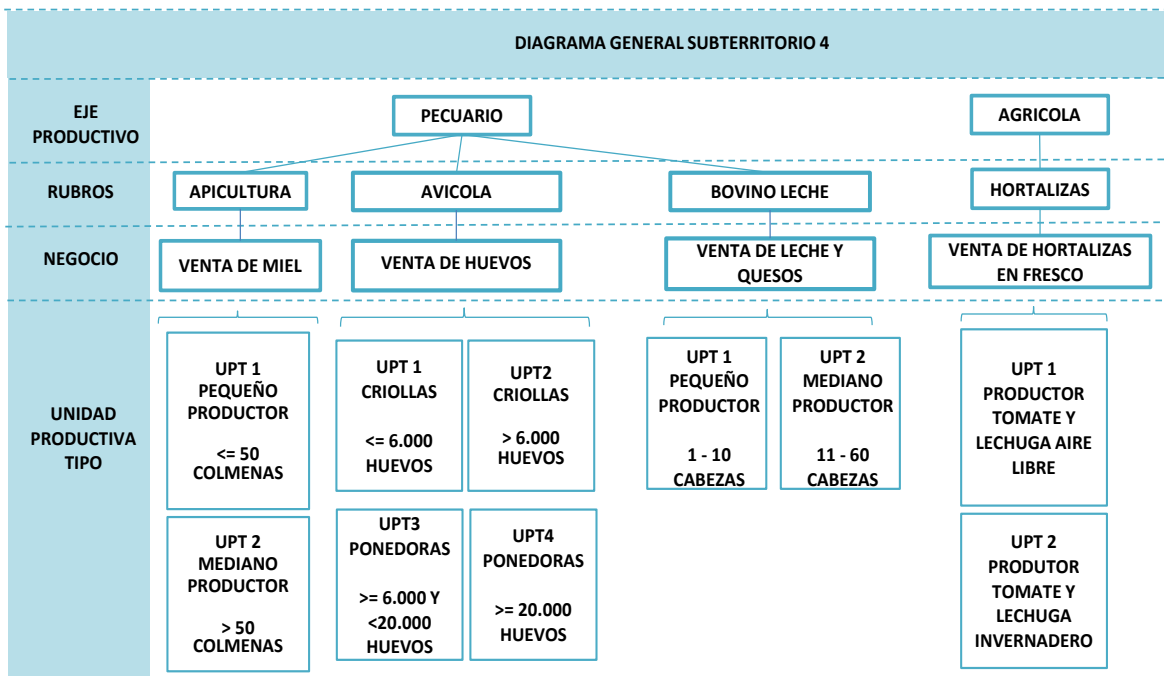 DIAGRAMA GENERAL SUBTERRITORIO 4
EJE
PRODUCTIVO
PECUARIO
AGRICOLA
RUBROS
APICULTURA
AVICOLA
BOVINO LECHE
HORTALIZAS
NEGOCIO
VENTA DE MIEL
VENTA DE HUEVOS
VENTA DE LECHE Y
QUESOS
VENTA DE HORTALIZAS
EN FRESCO
UNIDAD
PRODUCTIVA
TIPO
UPT 1
PEQUEÑO
PRODUCTOR
<= 50
COLMENAS
UPT 2
MEDIANO
PRODUCTOR
> 50
COLMENAS
UPT 1
CRIOLLAS
<= 6.000
HUEVOS
UPT2
CRIOLLAS
> 6.000
HUEVOS
UPT3
PONEDORAS
>= 6.000 Y
<20.000
HUEVOS
UPT4
PONEDORAS
>= 20.000
HUEVOS
UPT 1
PEQUEÑO
PRODUCTOR
1 - 10
CABEZAS
UPT 2
MEDIANO
PRODUCTOR
11 - 60
CABEZAS
UPT 1
PRODUCTOR
TOMATE Y
LECHUGA AIRE
LIBRE
UPT 2
PRODUTOR
TOMATE Y
LECHUGA
INVERNADERO